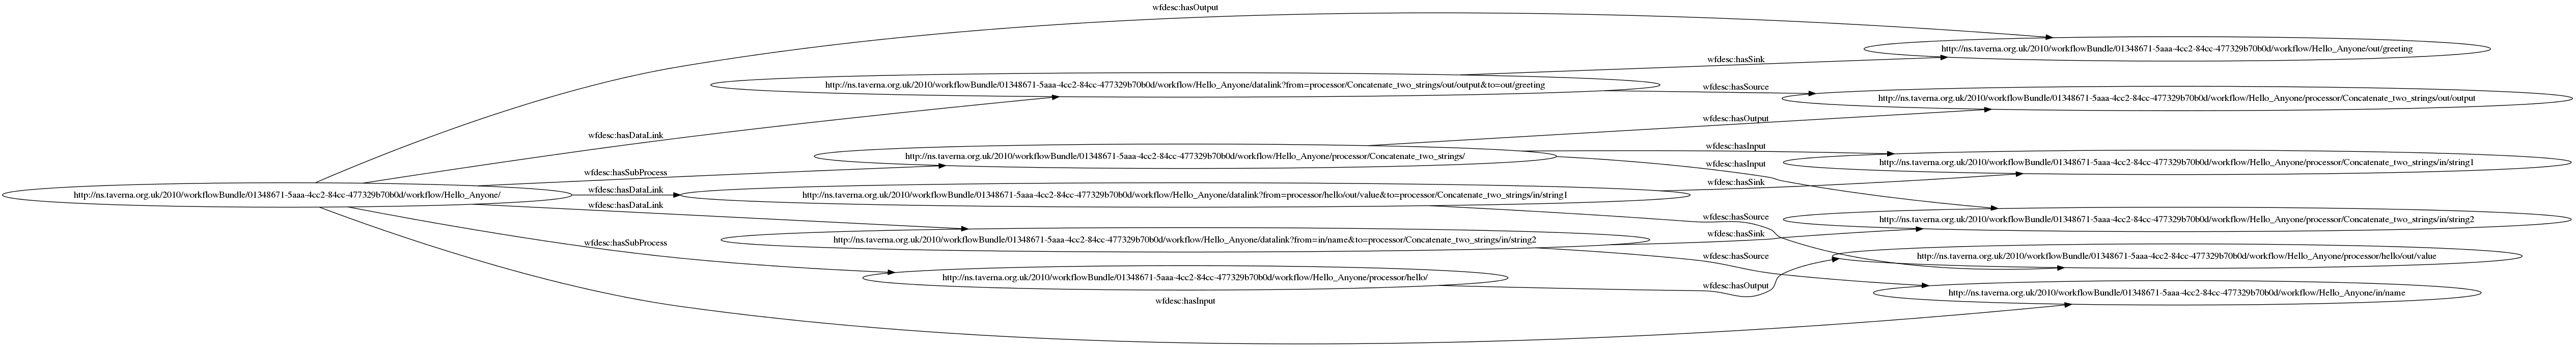 wfdesc:hasOutput
http://ns.taverna.org.uk/2010/workflowBundle/01348671-5aaa-4cc2-84cc-477329b70b0d/workflow/Hello_Anyone/out/greeting
wfdesc:hasSink
http://ns.taverna.org.uk/2010/workflowBundle/01348671-5aaa-4cc2-84cc-477329b70b0d/workflow/Hello_Anyone/datalink?from=processor/Concatenate_two_strings/out/output&to=out/greeting
wfdesc:hasSource
http://ns.taverna.org.uk/2010/workflowBundle/01348671-5aaa-4cc2-84cc-477329b70b0d/workflow/Hello_Anyone/processor/Concatenate_two_strings/out/output
wfdesc:hasOutput
wfdesc:hasDataLink
wfdesc:hasInput
http://ns.taverna.org.uk/2010/workflowBundle/01348671-5aaa-4cc2-84cc-477329b70b0d/workflow/Hello_Anyone/processor/Concatenate_two_strings/
http://ns.taverna.org.uk/2010/workflowBundle/01348671-5aaa-4cc2-84cc-477329b70b0d/workflow/Hello_Anyone/processor/Concatenate_two_strings/in/string1
wfdesc:hasInput
wfdesc:hasSubProcess
wfdesc:hasSink
wfdesc:hasDataLink
http://ns.taverna.org.uk/2010/workflowBundle/01348671-5aaa-4cc2-84cc-477329b70b0d/workflow/Hello_Anyone/
http://ns.taverna.org.uk/2010/workflowBundle/01348671-5aaa-4cc2-84cc-477329b70b0d/workflow/Hello_Anyone/datalink?from=processor/hello/out/value&to=processor/Concatenate_two_strings/in/string1
wfdesc:hasDataLink
wfdesc:hasSource
http://ns.taverna.org.uk/2010/workflowBundle/01348671-5aaa-4cc2-84cc-477329b70b0d/workflow/Hello_Anyone/processor/Concatenate_two_strings/in/string2
wfdesc:hasSink
http://ns.taverna.org.uk/2010/workflowBundle/01348671-5aaa-4cc2-84cc-477329b70b0d/workflow/Hello_Anyone/datalink?from=in/name&to=processor/Concatenate_two_strings/in/string2
wfdesc:hasSubProcess
wfdesc:hasSource
http://ns.taverna.org.uk/2010/workflowBundle/01348671-5aaa-4cc2-84cc-477329b70b0d/workflow/Hello_Anyone/processor/hello/out/value
http://ns.taverna.org.uk/2010/workflowBundle/01348671-5aaa-4cc2-84cc-477329b70b0d/workflow/Hello_Anyone/processor/hello/
wfdesc:hasOutput
http://ns.taverna.org.uk/2010/workflowBundle/01348671-5aaa-4cc2-84cc-477329b70b0d/workflow/Hello_Anyone/in/name
wfdesc:hasInput